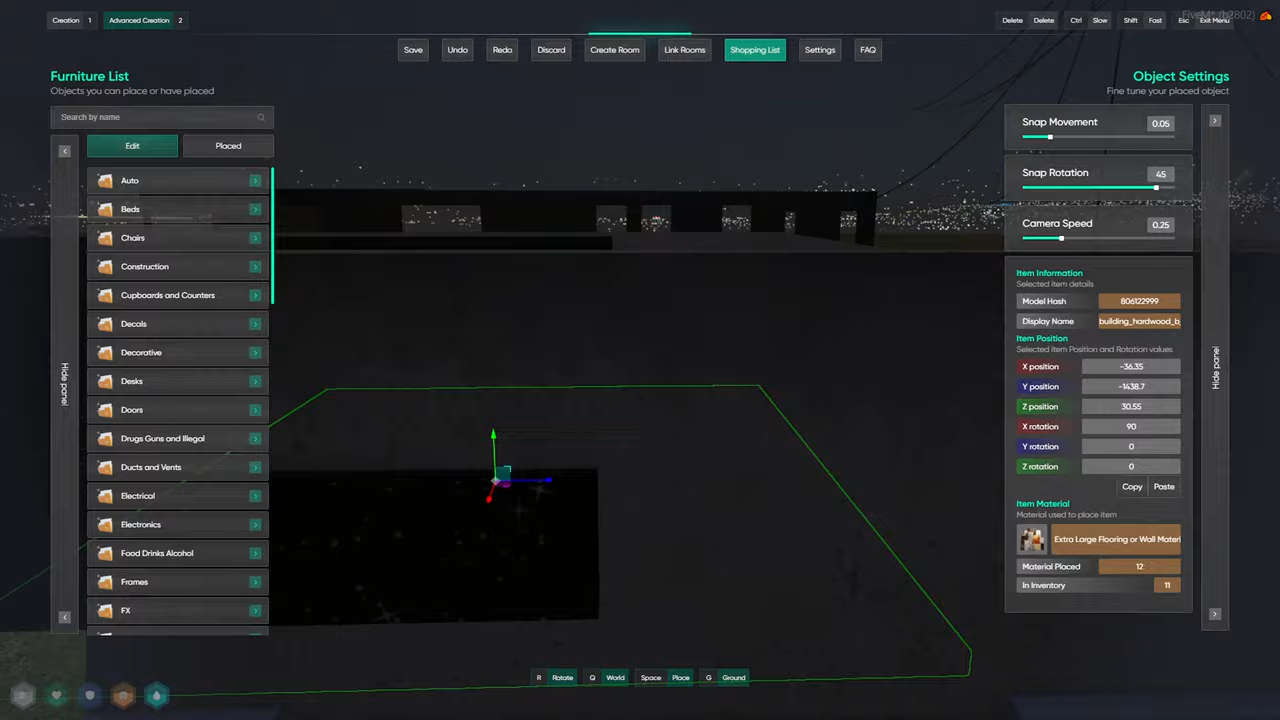 Creation 1 Advanced Creation 2
Delete Delete Ctrl Slow Shift Fast Esc Exit Menu
FiveM* (b2802)
Save Undo Redo Discard Create Room Link Rooms Shopping List Settings FAQ
Furniture List
Objects you can place or have placed
Search by name
Edit Placed
Hide panel
Auto
Beds
Chairs
Construction
Cupboards and Counters
Decals
Decorative
Desks
Doors
Drugs Guns and Illegal
Ducts and Vents
Electrical
Electronics
Food Drinks Alcohol
Frames
FX
Object Settings
Fine tune your placed object
Snap Movement 0.05
Snap Rotation 45
Camera Speed 0.25
Item Information
Selected item details
Model Hash 806122999
Display Name building_hardwood_b_
Item Position
Selected item Position and Rotation values
X position -36.35
Y position -1438.7
Z position 30.55
X rotation 90
Y rotation 0
Z rotation 0
Copy Paste
Item Material
Material used to place item
Extra Large Flooring or Wall Materi
Material Placed 12
In Inventory 11
Hide panel
R Rotate Q World Space Place G Ground